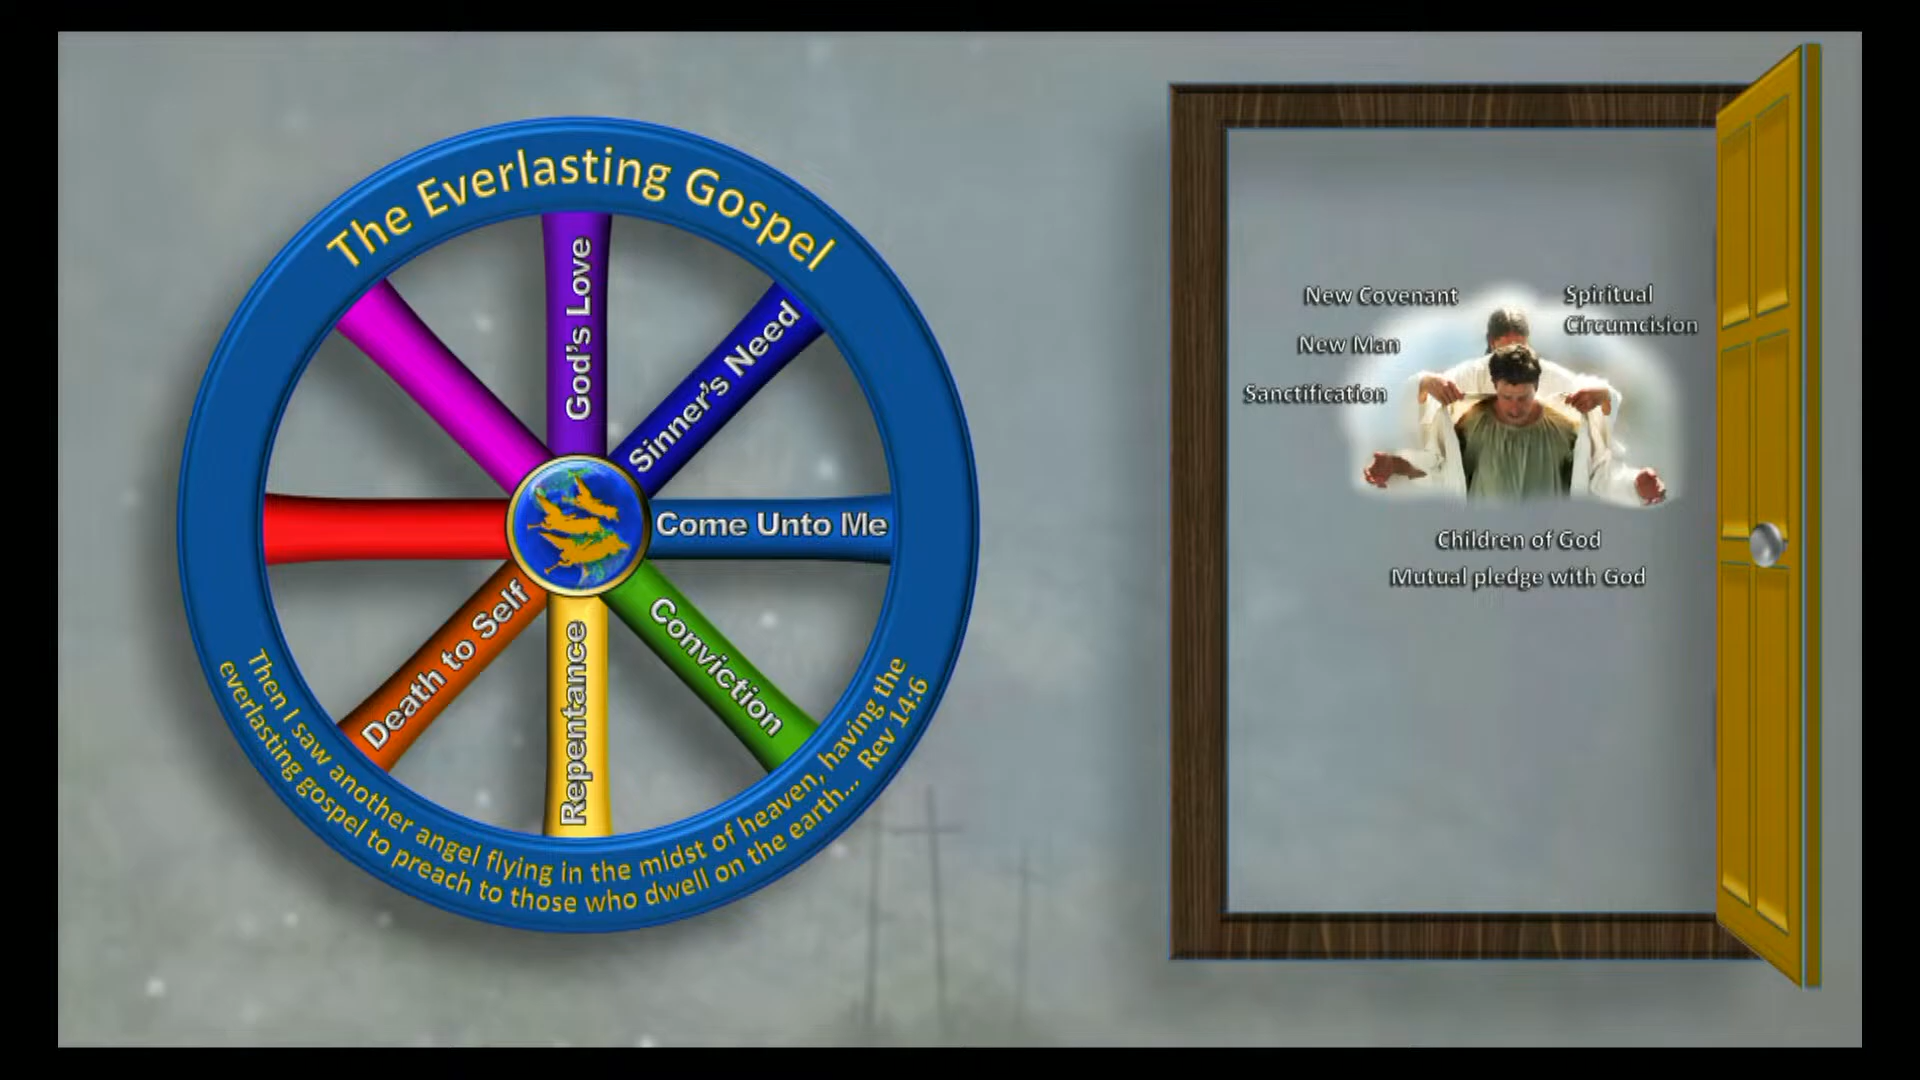 The Everlasting Gospel
God's Love
Sinner's Need
Come Unto Me
Conviction
Repentance
Death to Self
Then I saw another angel flying in the midst of heaven, having the
everlasting gospel to preach to those who dwell on the earth... Rev 14:6
New Covenant
New Man
Sanctification
Spiritual
Circumcision
Children of God
Mutual pledge with God